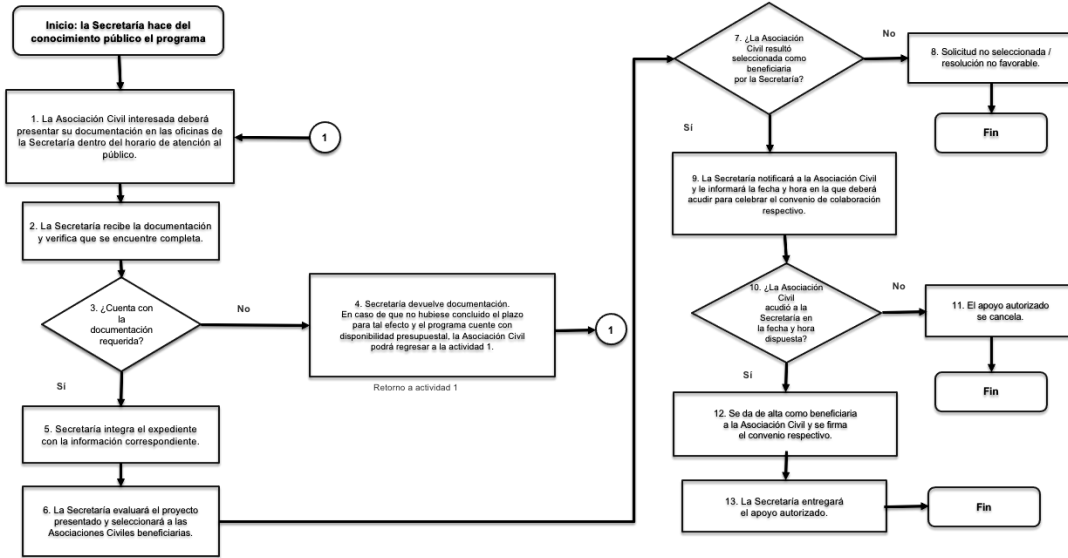 Inicio: la Secretaría hace del
conocimiento público el programa
1. La Asociación Civil interesada deberá
presentar su documentación en las oficinas de
la Secretaría dentro del horario de atención al
público.
1
2. La Secretaría recibe la documentación
y verifica que se encuentre completa.
3. ¿Cuenta con
la
documentación
requerida?
No
4. Secretaría devuelve documentación.
En caso de que no hubiese concluido el plazo
para tal efecto y el programa cuente con
disponibilidad presupuestal, la Asociación Civil
podrá regresar a la actividad 1.
1
Retorno a actividad 1
Sí
5. Secretaría integra el expediente
con la información correspondiente.
6. La Secretaría evaluará el proyecto
presentado y seleccionará a las
Asociaciones Civiles beneficiarias.
7. ¿La Asociación
Civil resultó
seleccionada como
beneficiaria
por la Secretaría?
No
8. Solicitud no seleccionada /
resolución no favorable.
Fin
Sí
9. La Secretaría notificará a la Asociación Civil
y le informará la fecha y hora en la que deberá
acudir para celebrar el convenio de colaboración
respectivo.
10. ¿La Asociación
Civil
acudió a la
Secretaría en
la fecha y hora
dispuesta?
No
11. El apoyo autorizado
se cancela.
Fin
Sí
12. Se da de alta como beneficiaria
a la Asociación Civil y se firma
el convenio respectivo.
13. La Secretaría entregará
el apoyo autorizado.
Fin